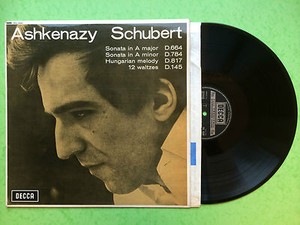 Ashkenazy Schubert
Sonata in A major D.664
Sonata in A minor D.784
Hungarian melody D.817
12 waltzes D.145
DECCA